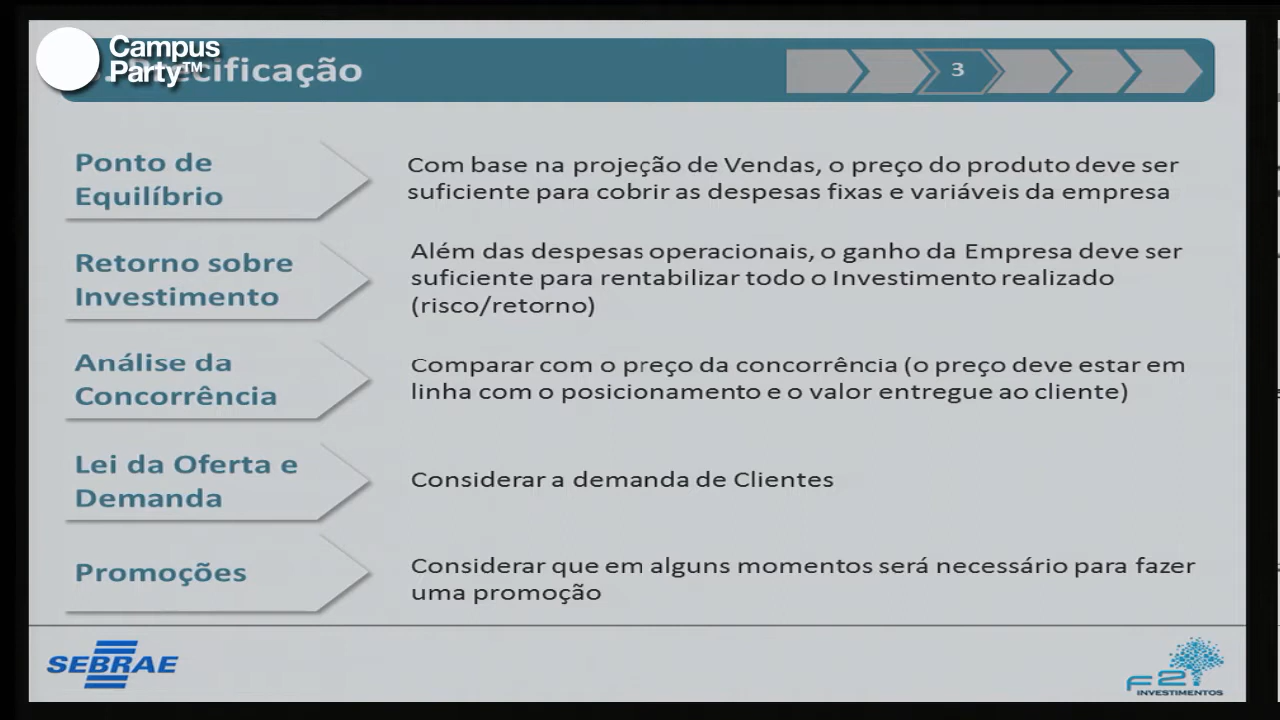 Campus
Party™
ecificação
3
Ponto de
Equilíbrio
Com base na projeção de Vendas, o preço do produto deve ser
suficiente para cobrir as despesas fixas e variáveis da empresa
Retorno sobre
Investimento
Além das despesas operacionais, o ganho da Empresa deve ser
suficiente para rentabilizar todo o Investimento realizado
(risco/retorno)
Análise da
Concorrência
Comparar com o preço da concorrência (o preço deve estar em
linha com o posicionamento e o valor entregue ao cliente)
Lei da Oferta e
Demanda
Considerar a demanda de Clientes
Promoções
Considerar que em alguns momentos será necessário para fazer
uma promoção
SEBRAE
F2I
INVESTIMENTOS